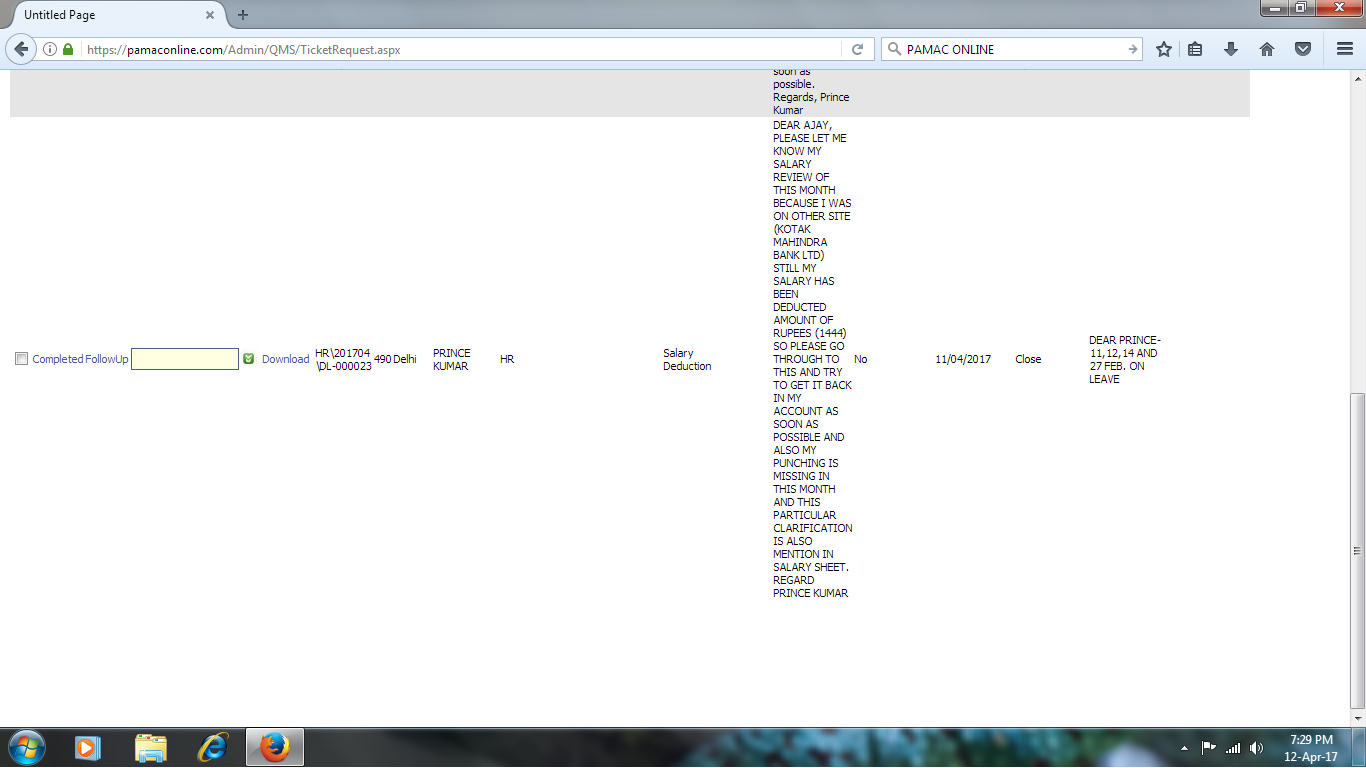 Untitled Page
https://pamaconline.com/Admin/QMS/TicketRequest.aspx
PAMAC ONLINE
soon as
possible.
Regards, Prince
Kumar
Completed FollowUp
Download
HR\201704
\DL-000023
490 Delhi
PRINCE
KUMAR
HR
Salary
Deduction
DEAR AJAY,
PLEASE LET ME
KNOW MY
SALARY
REVIEW OF
THIS MONTH
BECAUSE I WAS
ON OTHER SITE
(KOTAK
MAHINDRA
BANK LTD)
STILL MY
SALARY HAS
BEEN
DEDUCTED
AMOUNT OF
RUPEES (1444)
SO PLEASE GO
THROUGH TO
THIS AND TRY
TO GET IT BACK
IN MY
ACCOUNT AS
SOON AS
POSSIBLE AND
ALSO MY
PUNCHING IS
MISSING IN
THIS MONTH
AND THIS
PARTICULAR
CLARIFICATION
IS ALSO
MENTION IN
SALARY SHEET.
REGARD
PRINCE KUMAR
No
11/04/2017
Close
DEAR PRINCE-
11,12,14 AND
27 FEB. ON
LEAVE
7:29 PM
12-Apr-17